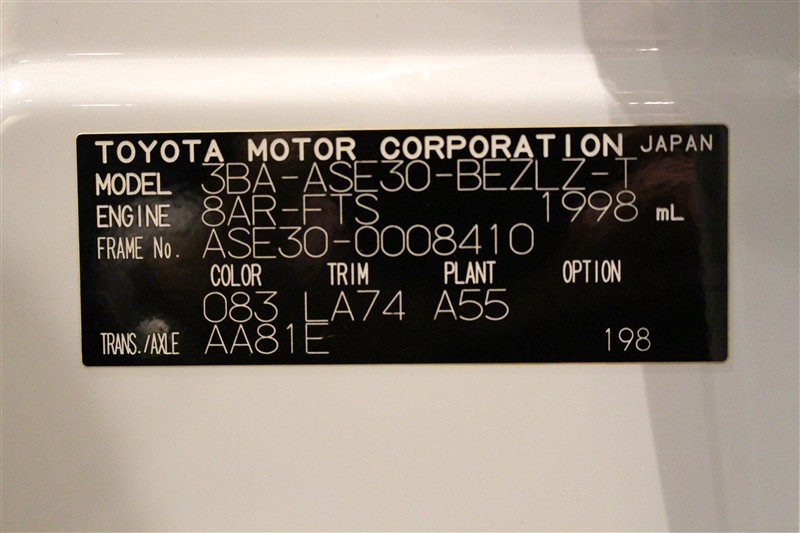 TOYOTA MOTOR CORPORATION JAPAN
MODEL 3BA-ASE30-BEZLZ-T
ENGINE 8AR-FTS 1998 mL
FRAME No. ASE30-0008410
COLOR TRIM PLANT OPTION
083 LA74 A55
TRANS./AXLE AA81E 198